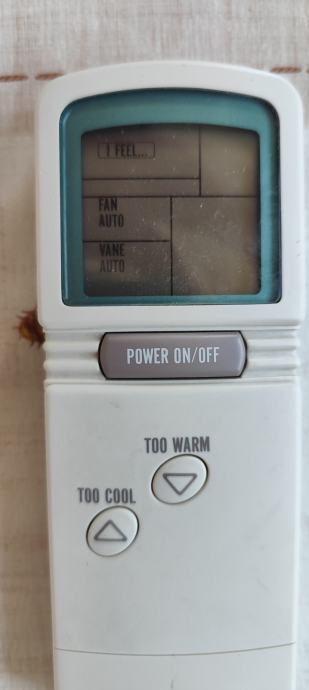 I FEEL...
FAN
AUTO
VANE
AUTO
POWER ON/OFF
TOO WARM
TOO COOL